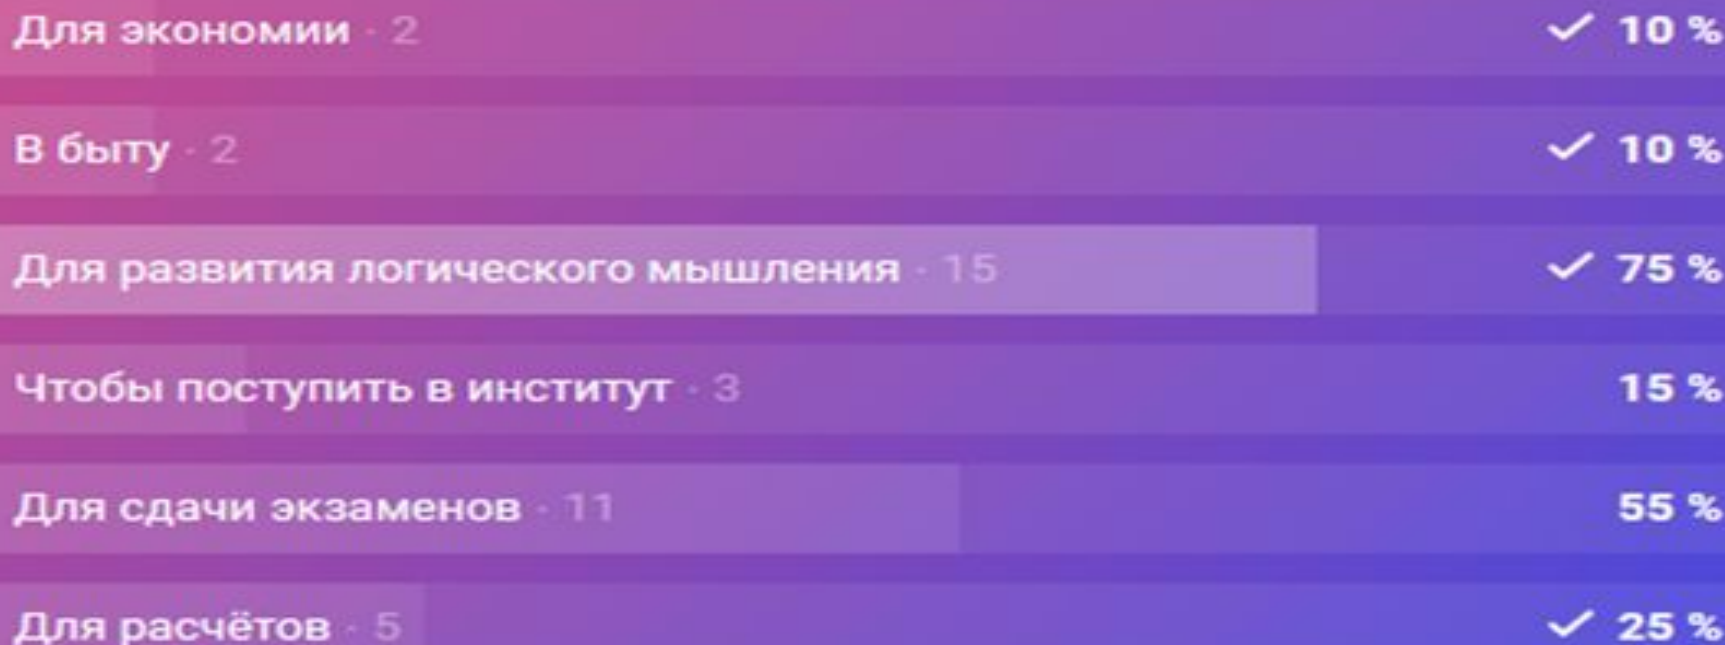 Для экономии · 2 ✓ 10 %
В быту · 2 ✓ 10 %
Для развития логического мышления · 15 ✓ 75 %
Чтобы поступить в институт · 3 15 %
Для сдачи экзаменов · 11 55 %
Для расчётов · 5 ✓ 25 %